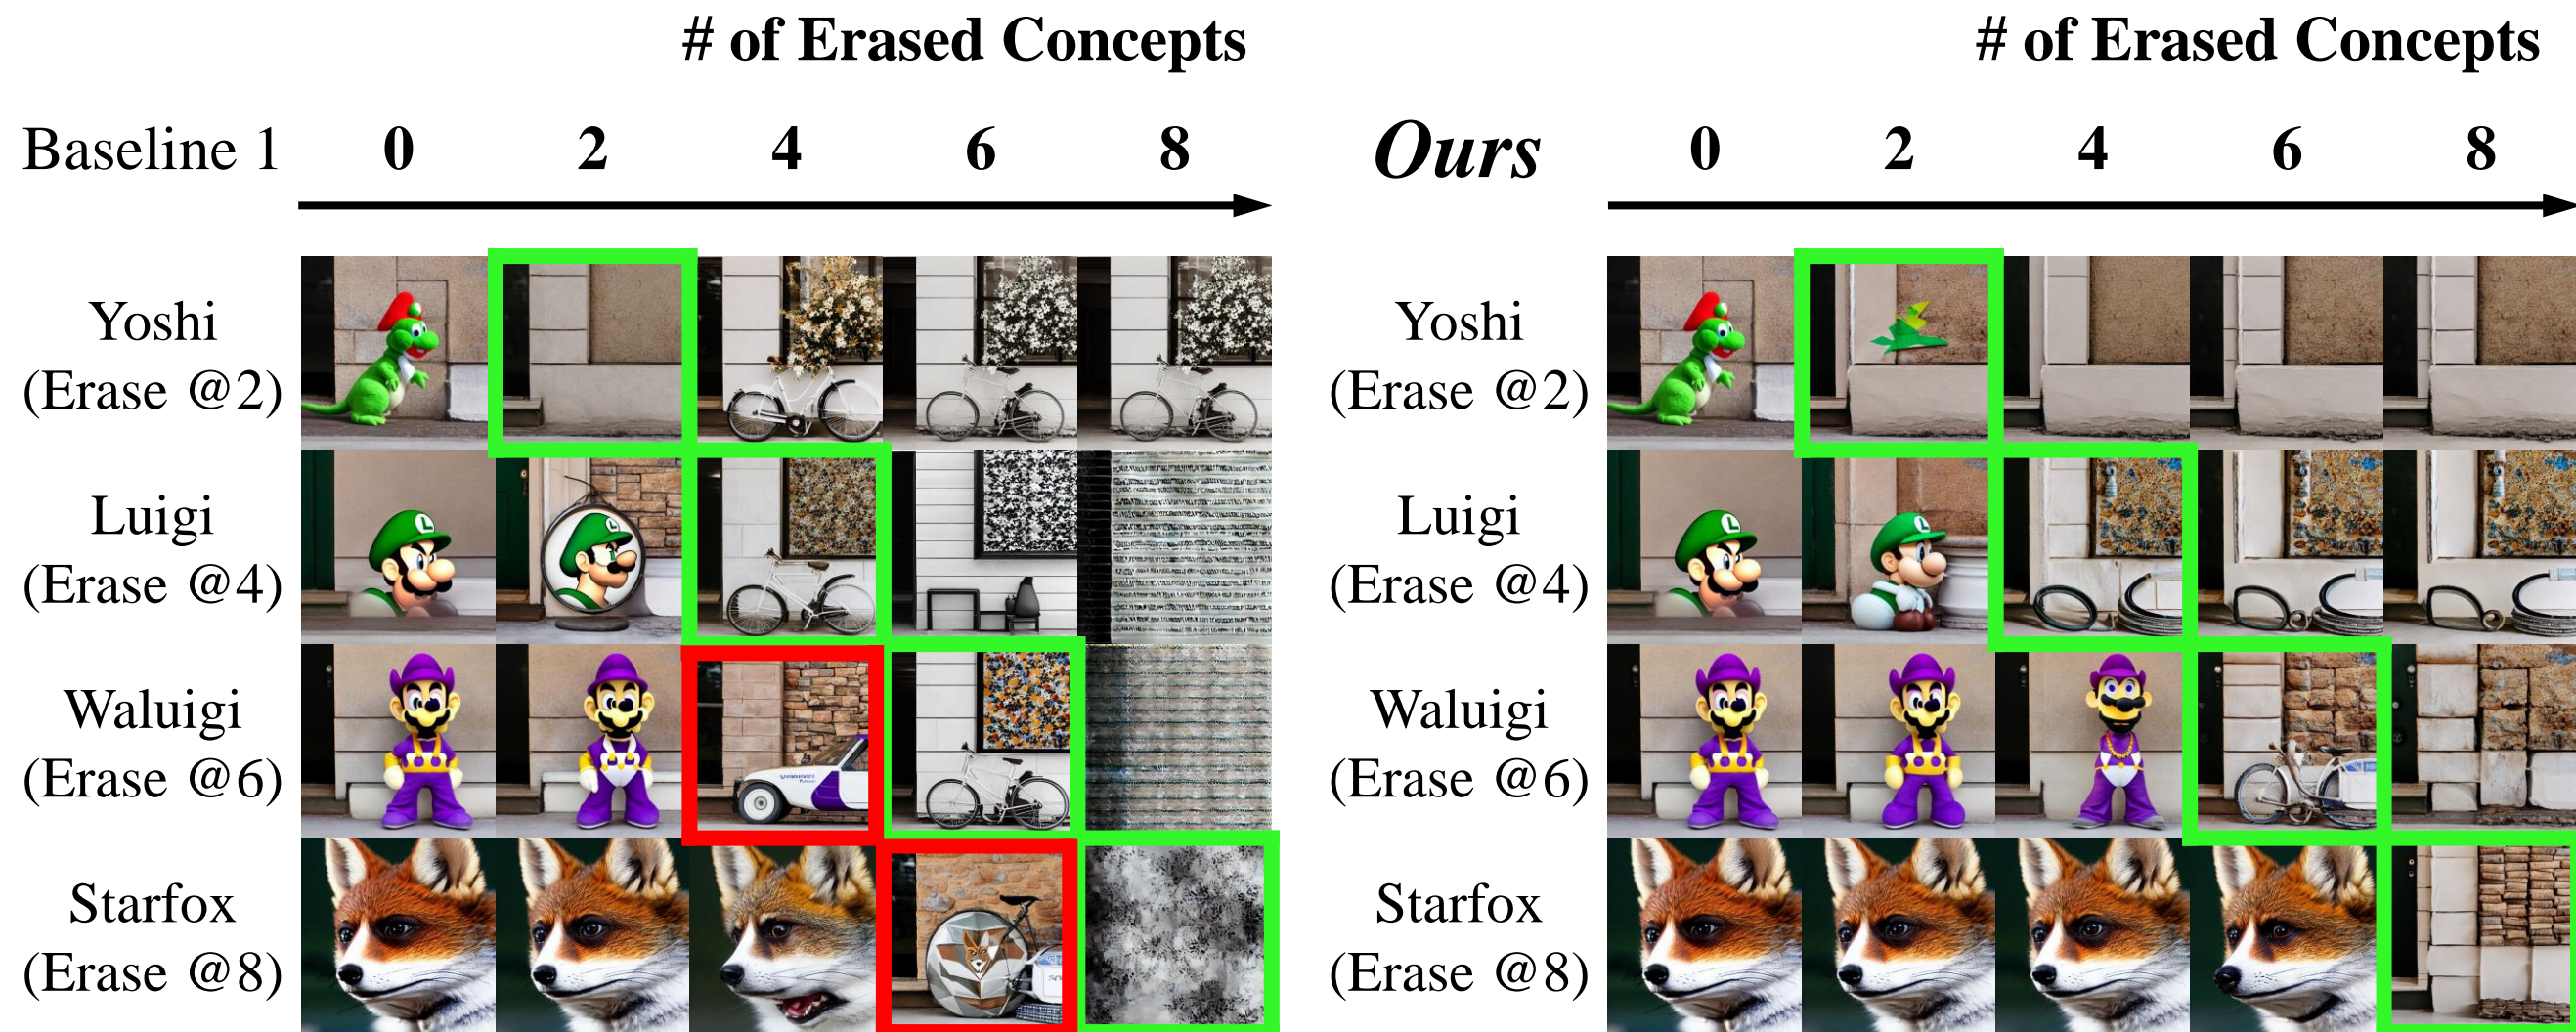 # of Erased Concepts
Baseline 1 0 2 4 6 8
Yoshi
(Erase @2)
Luigi
(Erase @4)
Waluigi
(Erase @6)
Starfox
(Erase @8)
# of Erased Concepts
Ours 0 2 4 6 8
Yoshi
(Erase @2)
Luigi
(Erase @4)
Waluigi
(Erase @6)
Starfox
(Erase @8)
L
L
L
L